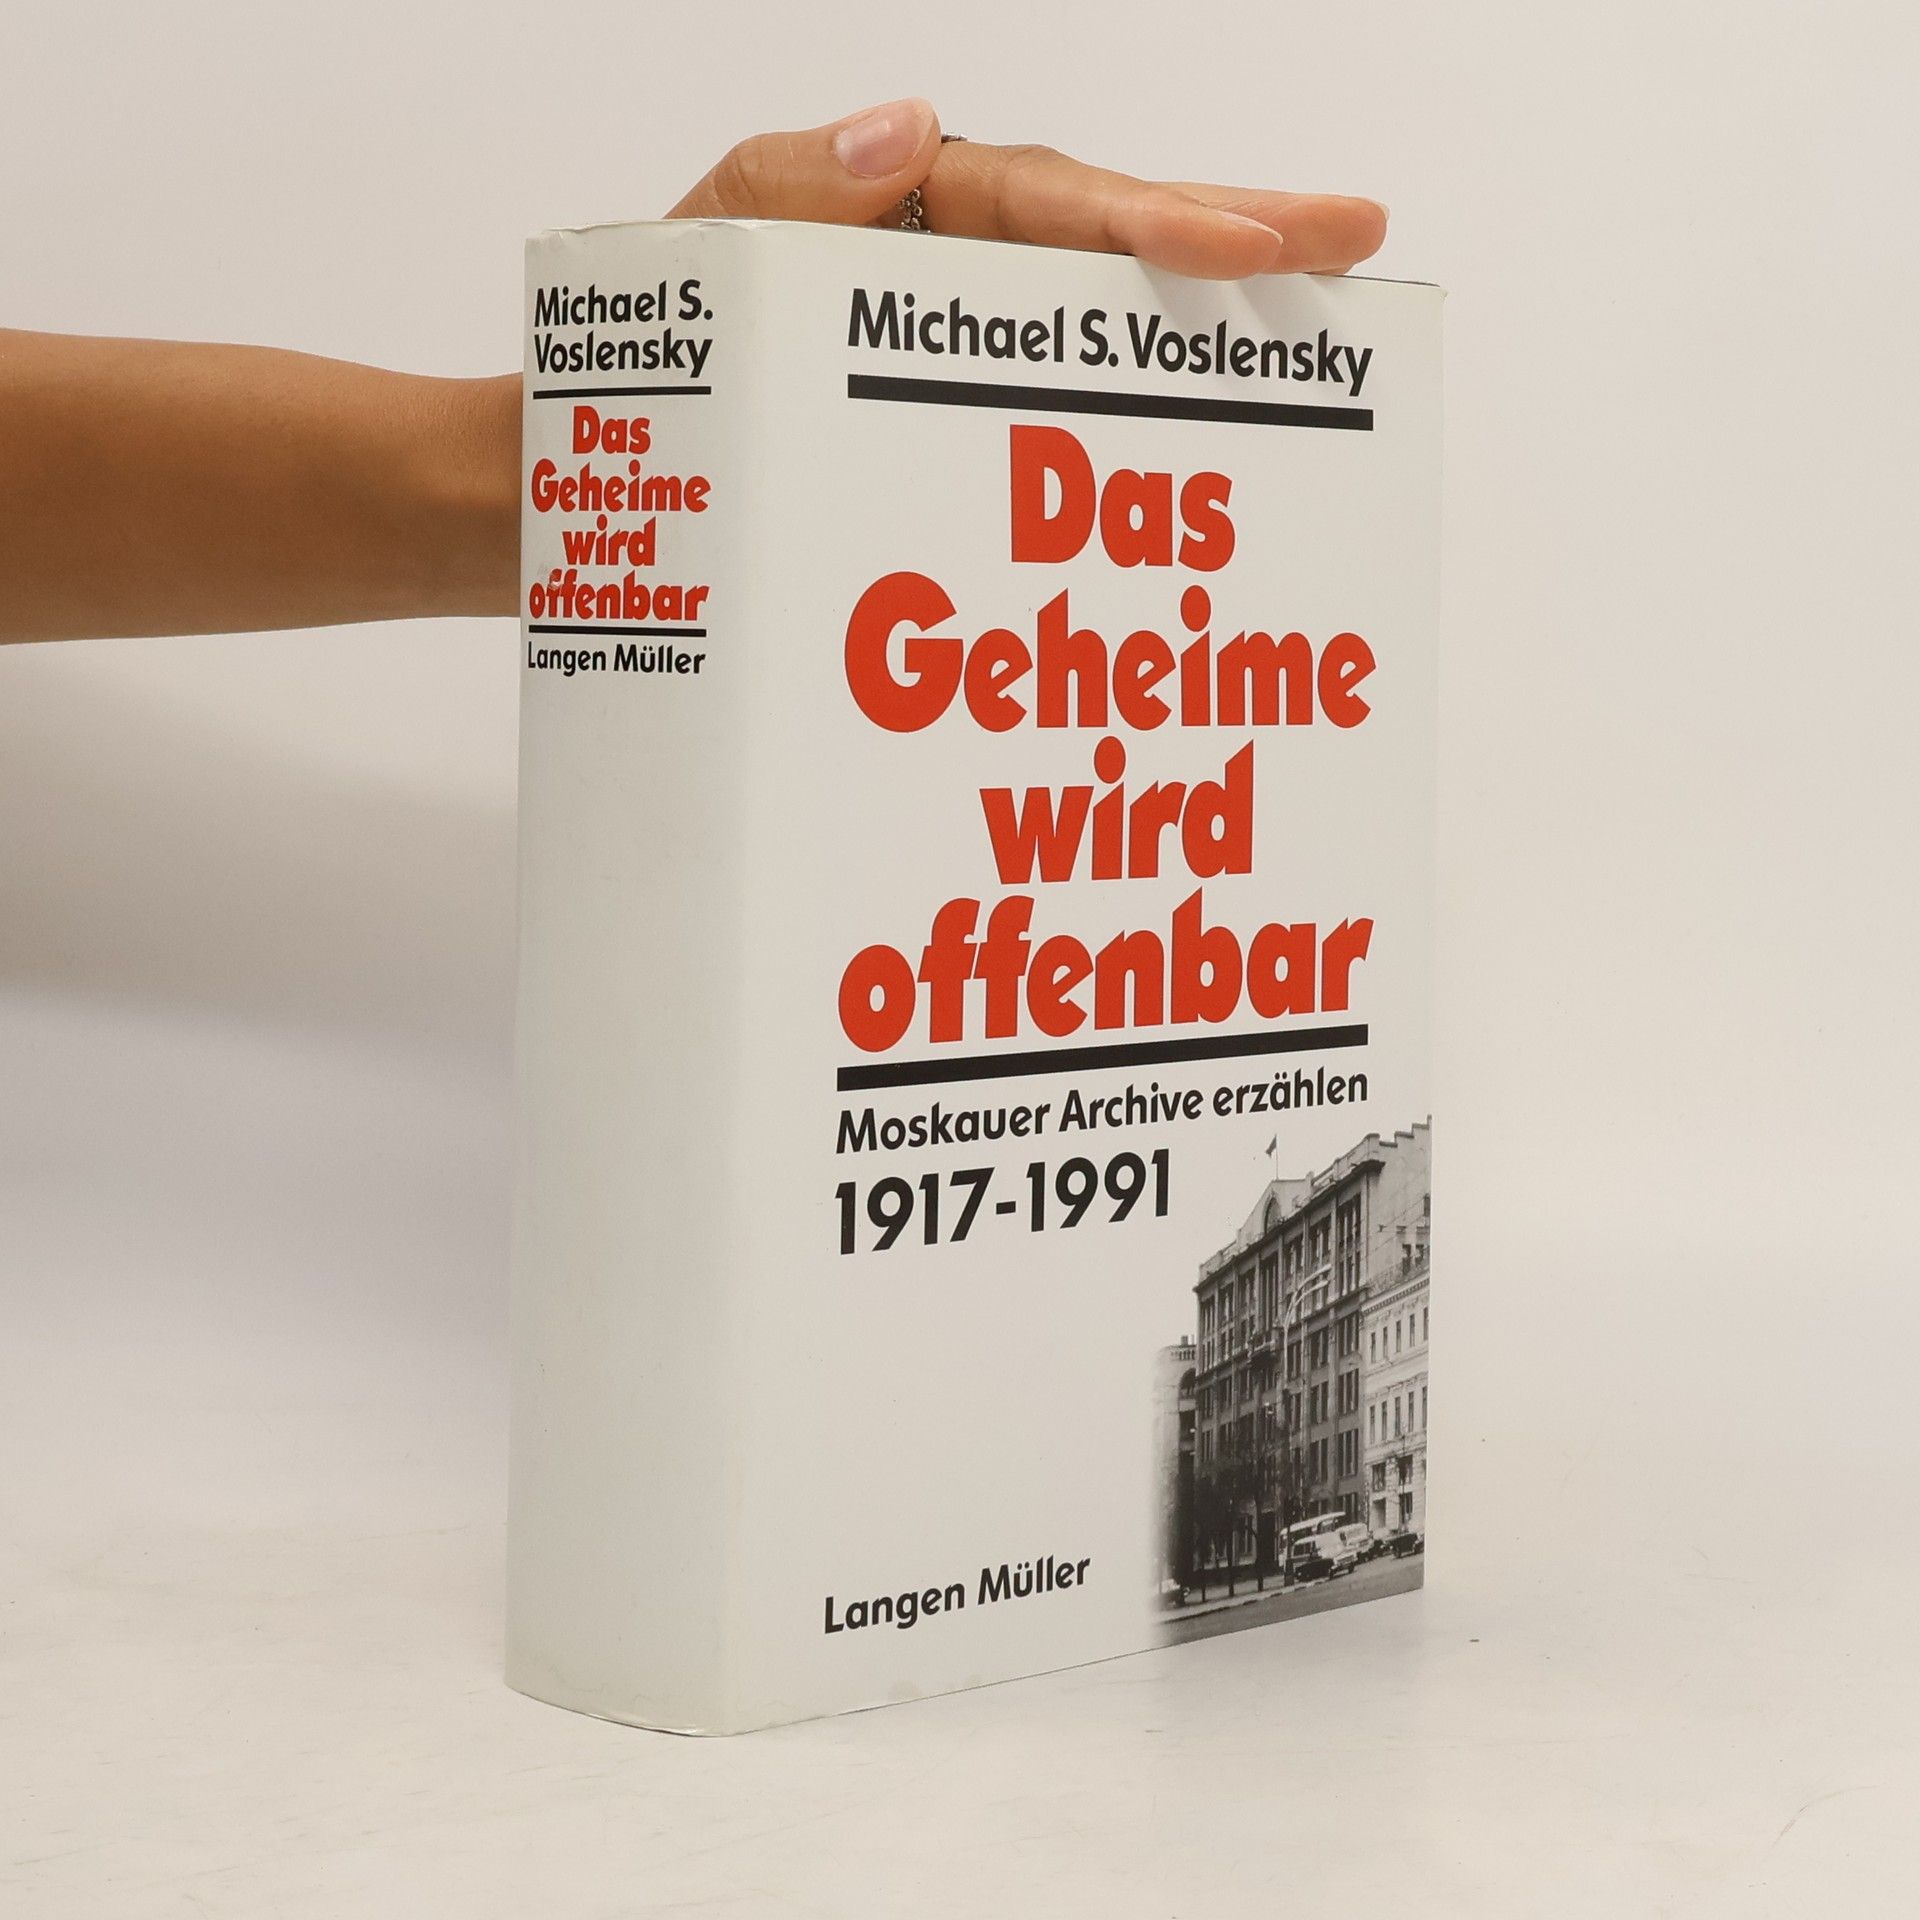 Michael S.
Voslensky
Das
Geheime
wird
offenbar
Langen Müller
Michael S. Voslensky
Das
Geheime
wird
offenbar
Moskauer Archive erzählen
1917-1991
Langen Müller